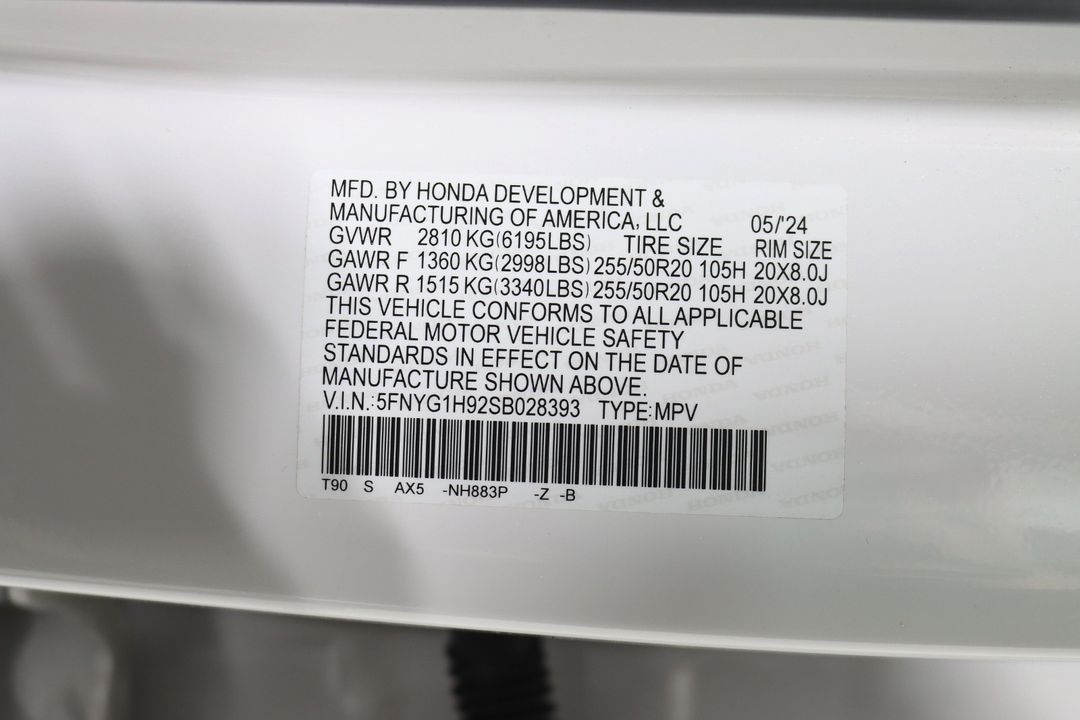 MFD. BY HONDA DEVELOPMENT &
MANUFACTURING OF AMERICA, LLC 05/'24
GVWR 2810 KG(6195LBS) TIRE SIZE RIM SIZE
GAWR F 1360 KG(2998LBS) 255/50R20 105H 20X8.0J
GAWR R 1515 KG(3340LBS) 255/50R20 105H 20X8.0J
THIS VEHICLE CONFORMS TO ALL APPLICABLE
FEDERAL MOTOR VEHICLE SAFETY
STANDARDS IN EFFECT ON THE DATE OF
MANUFACTURE SHOWN ABOVE.
V.I.N.:5FNYG1H92SB028393 TYPE:MPV
T90 S AX5 -NH883P -Z -B